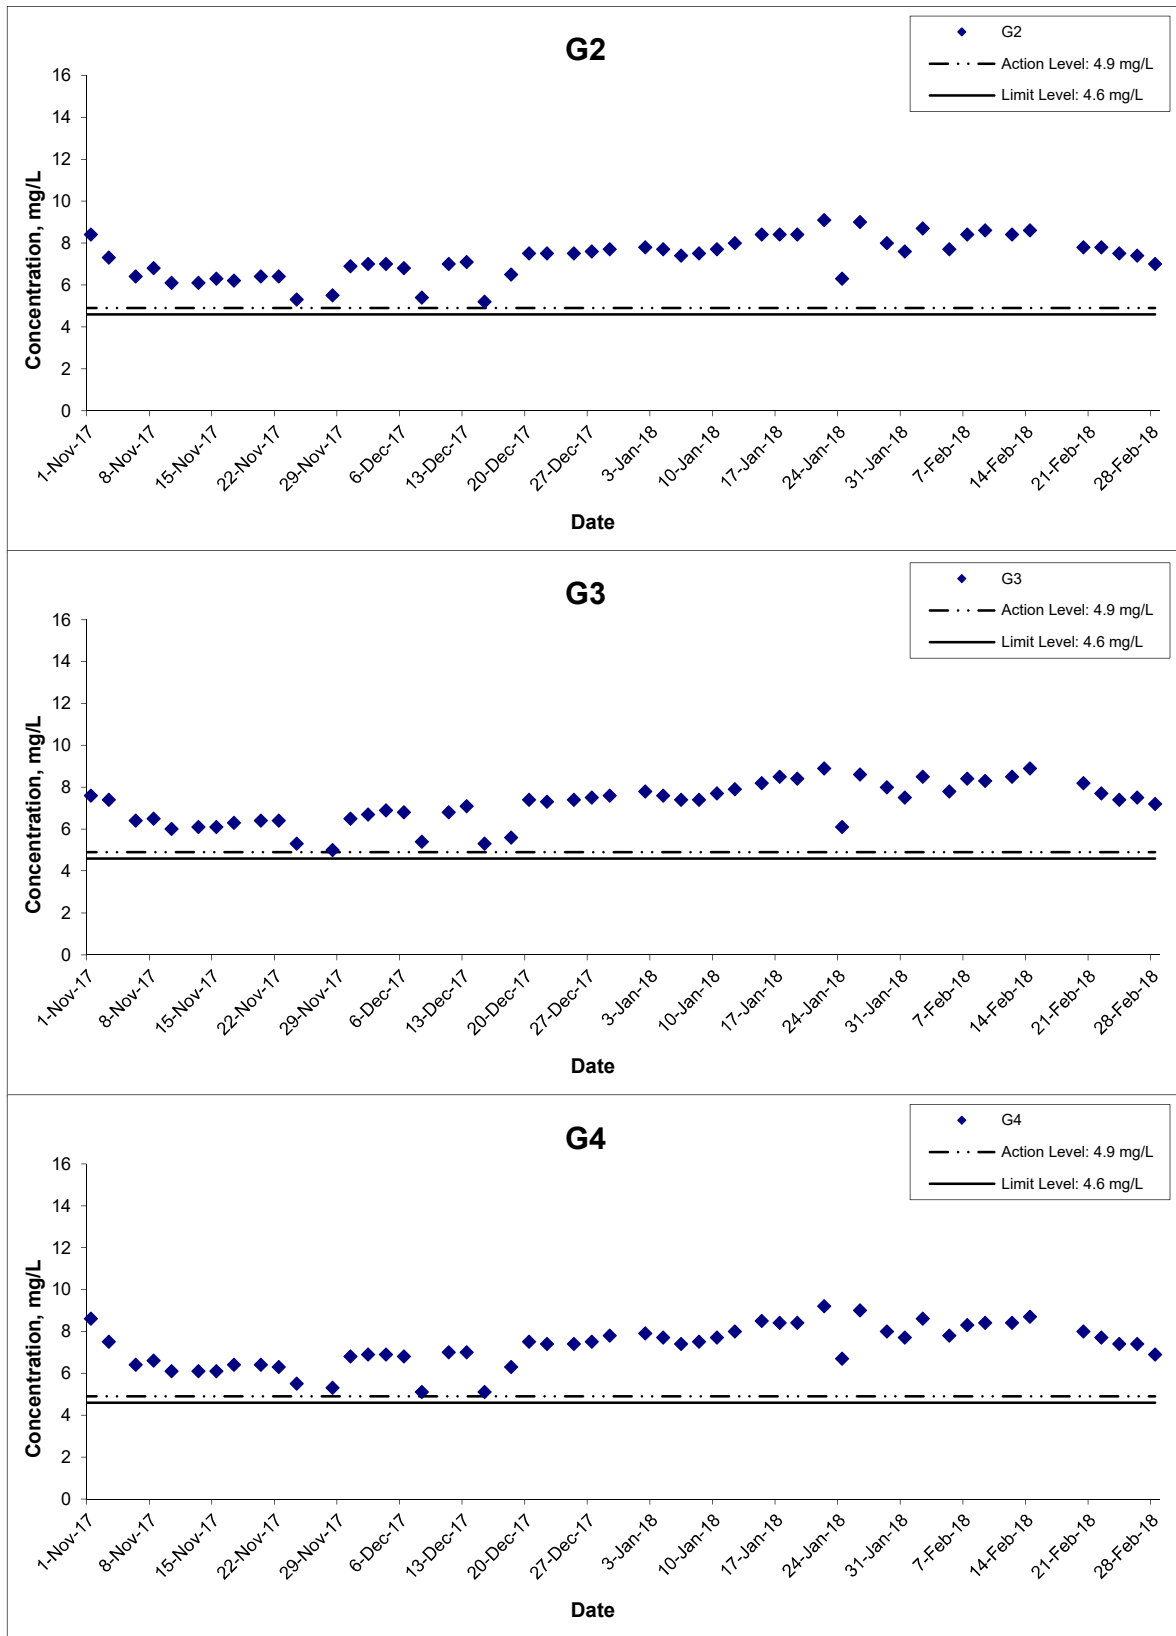 G2
G2
Action Level: 4.9 mg/L
Limit Level: 4.6 mg/L
Concentration, mg/L
16
14
12
10
8
6
4
2
0
1-Nov-17
8-Nov-17
15-Nov-17
22-Nov-17
29-Nov-17
6-Dec-17
13-Dec-17
20-Dec-17
27-Dec-17
3-Jan-18
10-Jan-18
17-Jan-18
24-Jan-18
31-Jan-18
7-Feb-18
14-Feb-18
21-Feb-18
28-Feb-18
Date
G3
G3
Action Level: 4.9 mg/L
Limit Level: 4.6 mg/L
Concentration, mg/L
16
14
12
10
8
6
4
2
0
1-Nov-17
8-Nov-17
15-Nov-17
22-Nov-17
29-Nov-17
6-Dec-17
13-Dec-17
20-Dec-17
27-Dec-17
3-Jan-18
10-Jan-18
17-Jan-18
24-Jan-18
31-Jan-18
7-Feb-18
14-Feb-18
21-Feb-18
28-Feb-18
Date
G4
G4
Action Level: 4.9 mg/L
Limit Level: 4.6 mg/L
Concentration, mg/L
16
14
12
10
8
6
4
2
0
1-Nov-17
8-Nov-17
15-Nov-17
22-Nov-17
29-Nov-17
6-Dec-17
13-Dec-17
20-Dec-17
27-Dec-17
3-Jan-18
10-Jan-18
17-Jan-18
24-Jan-18
31-Jan-18
7-Feb-18
14-Feb-18
21-Feb-18
28-Feb-18
Date